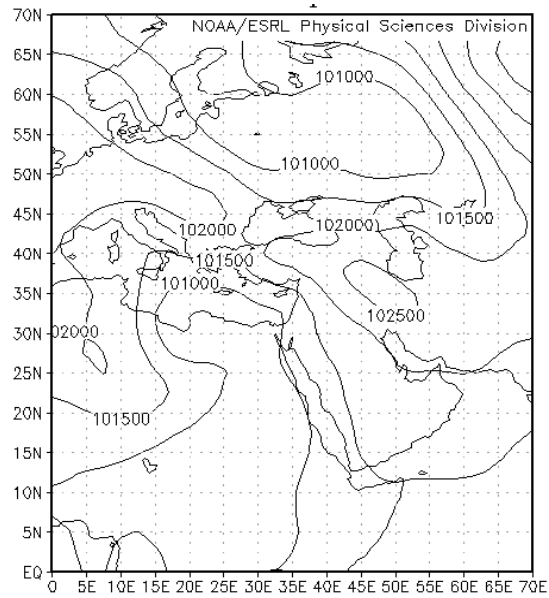 NOAA/ESRL Physical Sciences Division
70N
65N
60N
55N
50N
45N
40N
35N
30N
25N
20N
15N
10N
5N
EQ
101000
101000
102000
102000
101500
101500
101000
102500
02000
101500
0 5E 10E 15E 20E 25E 30E 35E 40E 45E 50E 55E 60E 65E 70E